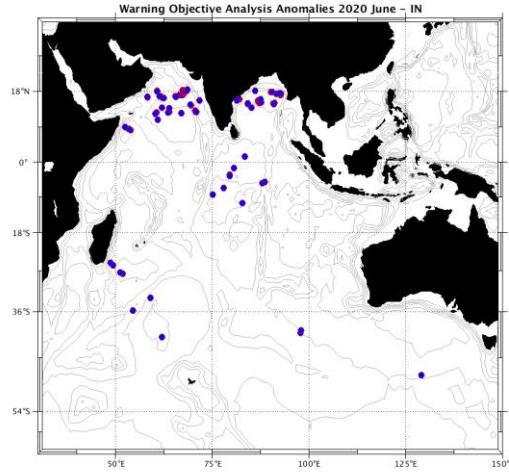 Warning Objective Analysis Anomalies 2020 June – IN
18°N
0°
18°S
36°S
54°S
50°E
75°E
100°E
125°E
150°E